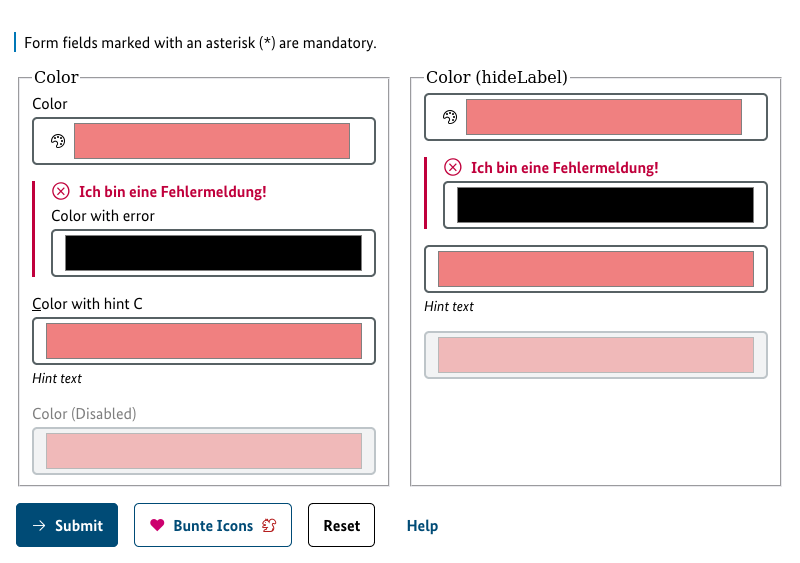 Form fields marked with an asterisk (*) are mandatory.
Color
Color
Ich bin eine Fehlermeldung!
Color with error
Color with hint C
Hint text
Color (Disabled)
Color (hideLabel)
Ich bin eine Fehlermeldung!
Hint text
Submit
Bunte Icons
Reset
Help